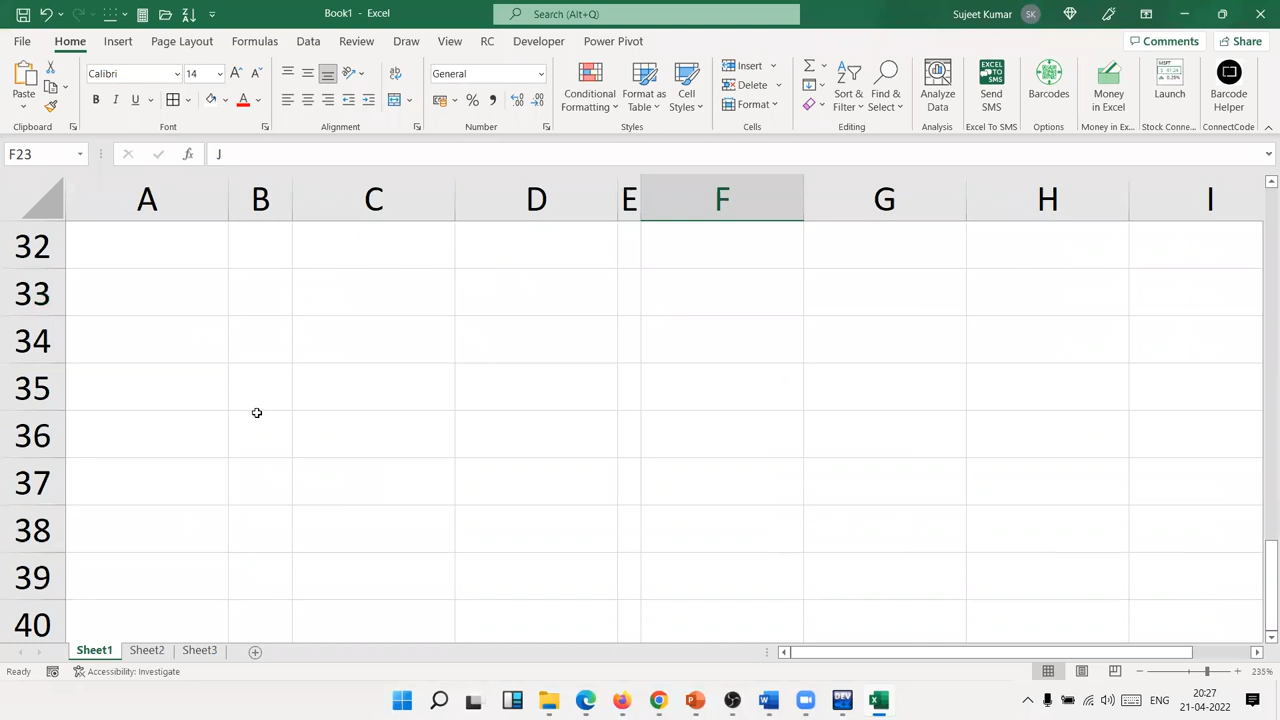 Book1 - Excel
Search (Alt+Q)
Sujeet Kumar
SK
File Home Insert Page Layout Formulas Data Review View Draw RC Developer Power Pivot
Comments
Share
Paste
Calibri
14
B I U
General
Conditional Formatting
Format as Table
Cell Styles
Insert
Delete
Format
Sort & Filter
Find & Select
Analyze Data
Send SMS
Barcodes
Money in Excel
Launch
Barcode Helper
Clipboard Font Alignment Number Styles Cells Editing Analysis Excel To SMS Options Money in Ex... Stock Conne... ConnectCode
F23
fx
J
A B C D E F G H I
32
33
34
35
36
37
38
39
40
Sheet1 Sheet2 Sheet3
Ready
Accessibility: Investigate
235%
ENG
20:27
21-04-2022